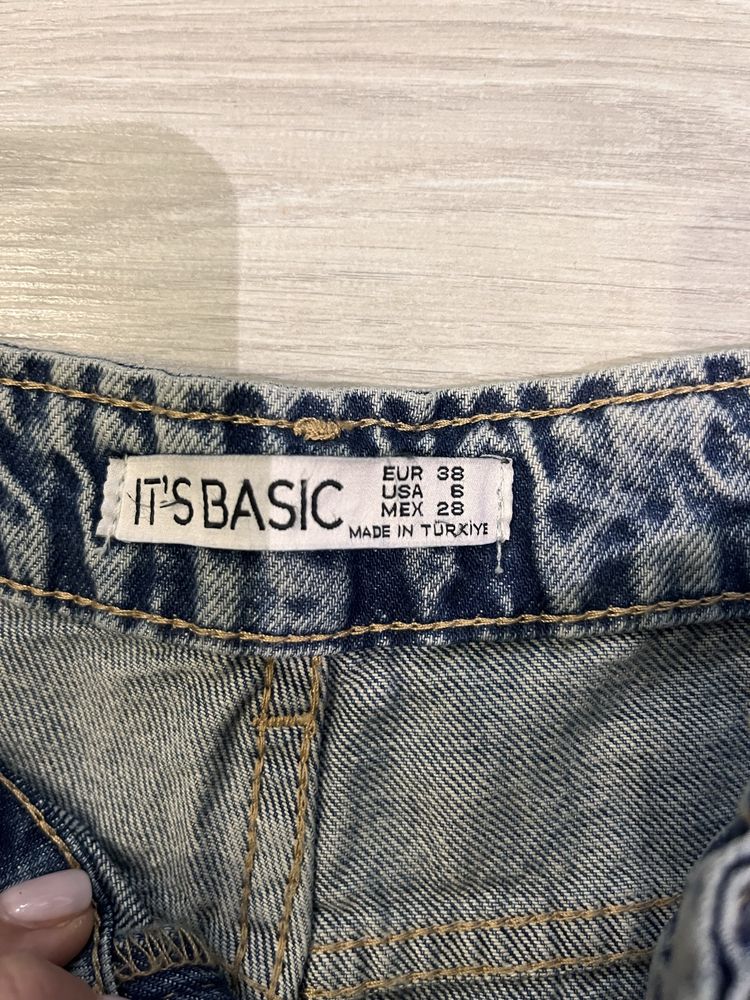 IT'S BASIC
EUR 38
USA 6
MEX 28
MADE IN TÜRKİYE